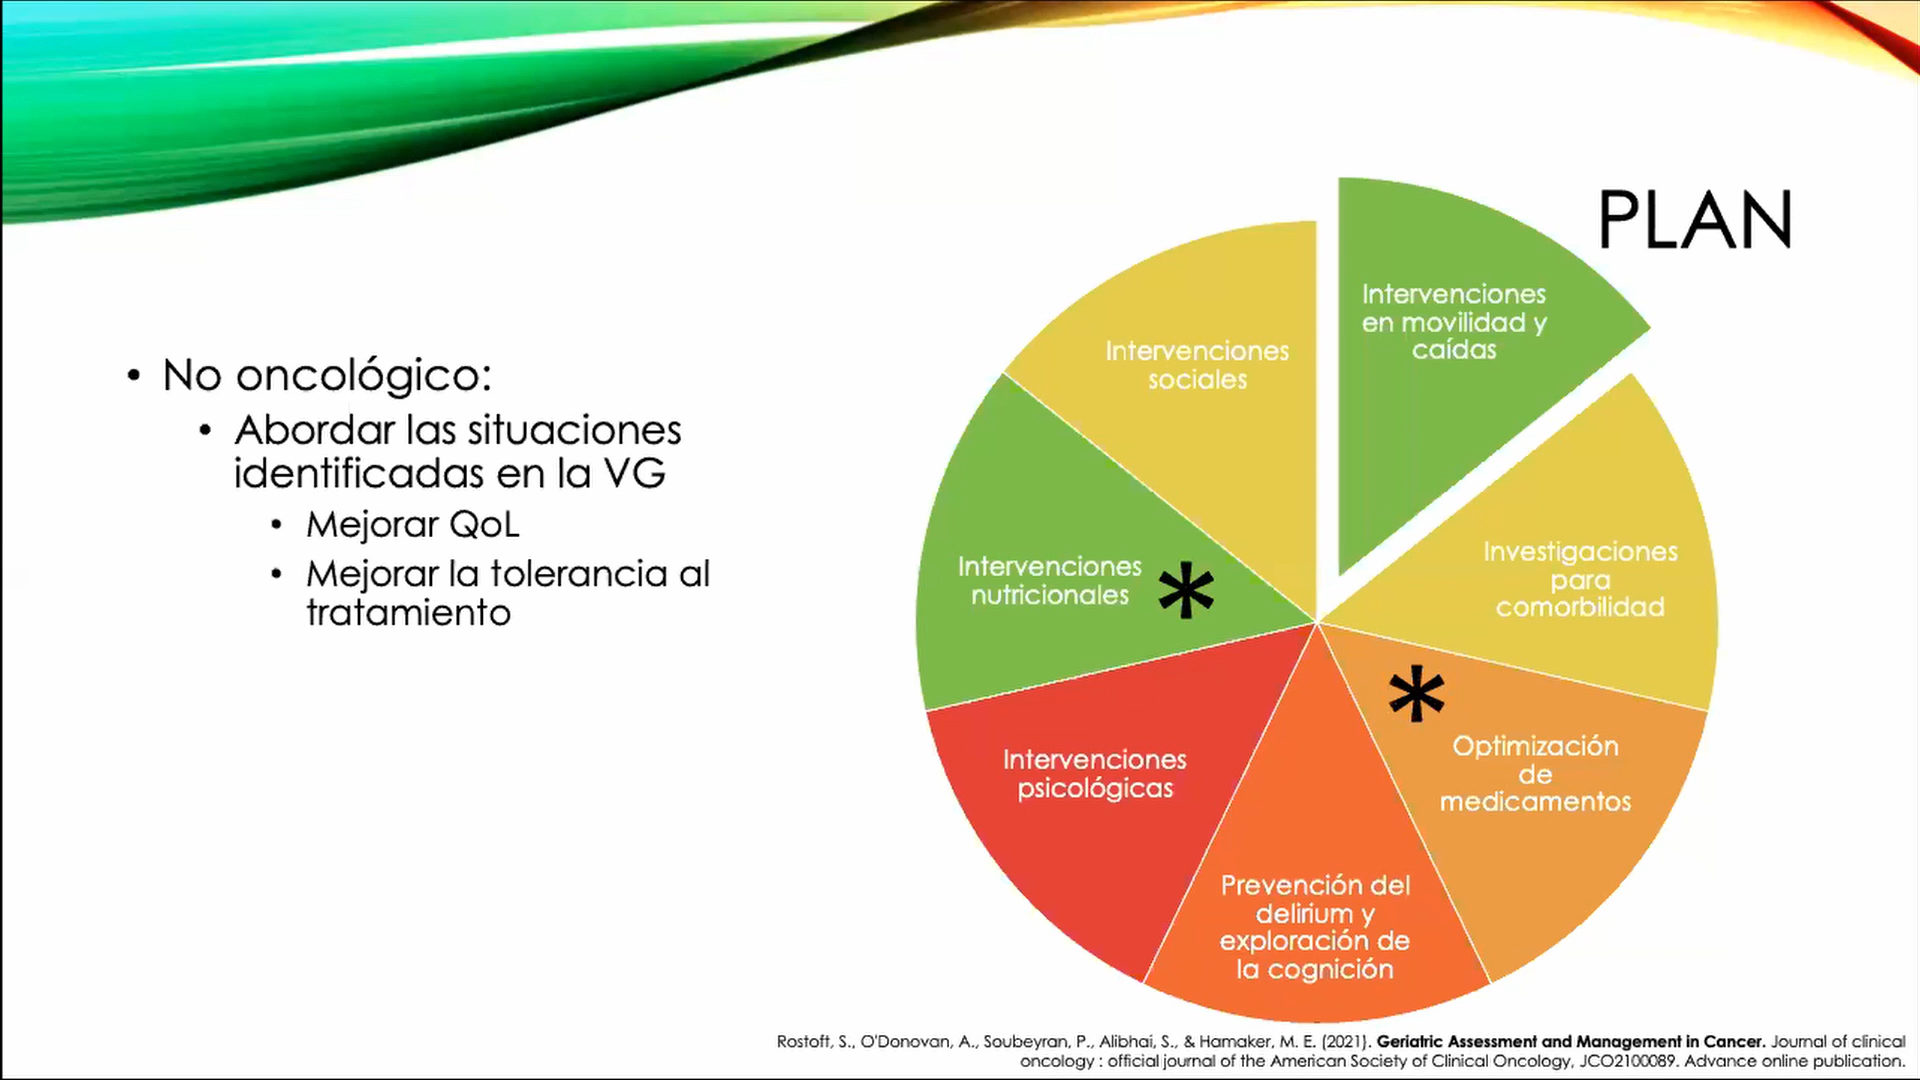 PLAN
• No oncológico:
• Abordar las situaciones
identificadas en la VG
• Mejorar QoL
• Mejorar la tolerancia al
tratamiento
Intervenciones
en movilidad y
caídas
Investigaciones
para
comorbilidad
*
Optimización
de
medicamentos
Prevención del
delirium y
exploración de
la cognición
Intervenciones
psicológicas
Intervenciones
nutricionales
*
Intervenciones
sociales
Rostoft, S., O'Donovan, A., Soubeyran, P., Alibhai, S., & Hamaker, M. E. (2021). Geriatric Assessment and Management in Cancer. Journal of clinical
oncology : official journal of the American Society of Clinical Oncology, JCO2100089. Advance online publication.